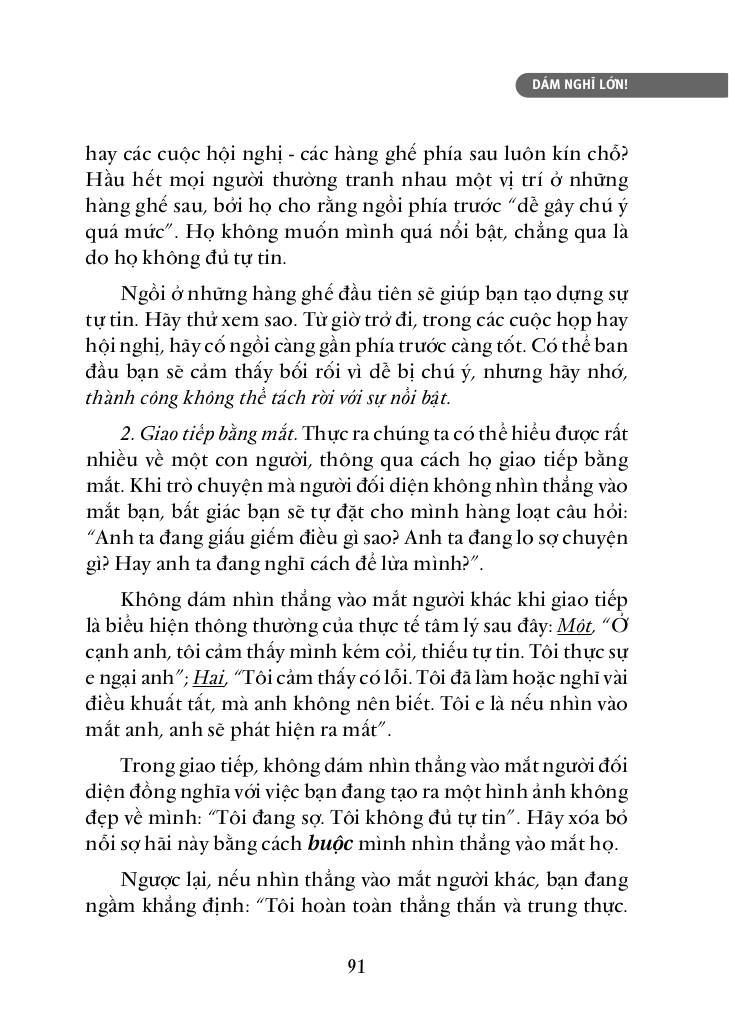 DÁM NGHĨ LỚN!
hay các cuộc hội nghị - các hàng ghế phía sau luôn kín chỗ?
Hầu hết mọi người thường tranh nhau một vị trí ở những
hàng ghế sau, bởi họ cho rằng ngồi phía trước “dễ gây chú ý
quá mức”. Họ không muốn mình quá nổi bật, chẳng qua là
do họ không đủ tự tin.
Ngồi ở những hàng ghế đầu tiên sẽ giúp bạn tạo dựng sự
tự tin. Hãy thử xem sao. Từ giờ trở đi, trong các cuộc họp hay
hội nghị, hãy cố ngồi càng gần phía trước càng tốt. Có thể ban
đầu bạn sẽ cảm thấy bối rối vì dễ bị chú ý, nhưng hãy nhớ,
thành công không thể tách rời với sự nổi bật.
2. Giao tiếp bằng mắt. Thực ra chúng ta có thể hiểu được rất
nhiều về một con người, thông qua cách họ giao tiếp bằng
mắt. Khi trò chuyện mà người đối diện không nhìn thẳng vào
mắt bạn, bất giác bạn sẽ tự đặt cho mình hàng loạt câu hỏi:
“Anh ta đang giấu giếm điều gì sao? Anh ta đang lo sợ chuyện
gì? Hay anh ta đang nghĩ cách để lừa mình?”.
Không dám nhìn thẳng vào mắt người khác khi giao tiếp
là biểu hiện thông thường của thực tế tâm lý sau đây: Một, “Ở
cạnh anh, tôi cảm thấy mình kém cỏi, thiếu tự tin. Tôi thực sự
e ngại anh”; Hai, “Tôi cảm thấy có lỗi. Tôi đã làm hoặc nghĩ vài
điều khuất tất, mà anh không nên biết. Tôi e là nếu nhìn vào
mắt anh, anh sẽ phát hiện ra mất”.
Trong giao tiếp, không dám nhìn thẳng vào mắt người đối
diện đồng nghĩa với việc bạn đang tạo ra một hình ảnh không
đẹp về mình: “Tôi đang sợ. Tôi không đủ tự tin”. Hãy xóa bỏ
nỗi sợ hãi này bằng cách buộc mình nhìn thẳng vào mắt họ.
Ngược lại, nếu nhìn thẳng vào mắt người khác, bạn đang
ngầm khẳng định: “Tôi hoàn toàn thẳng thắn và trung thực.
91